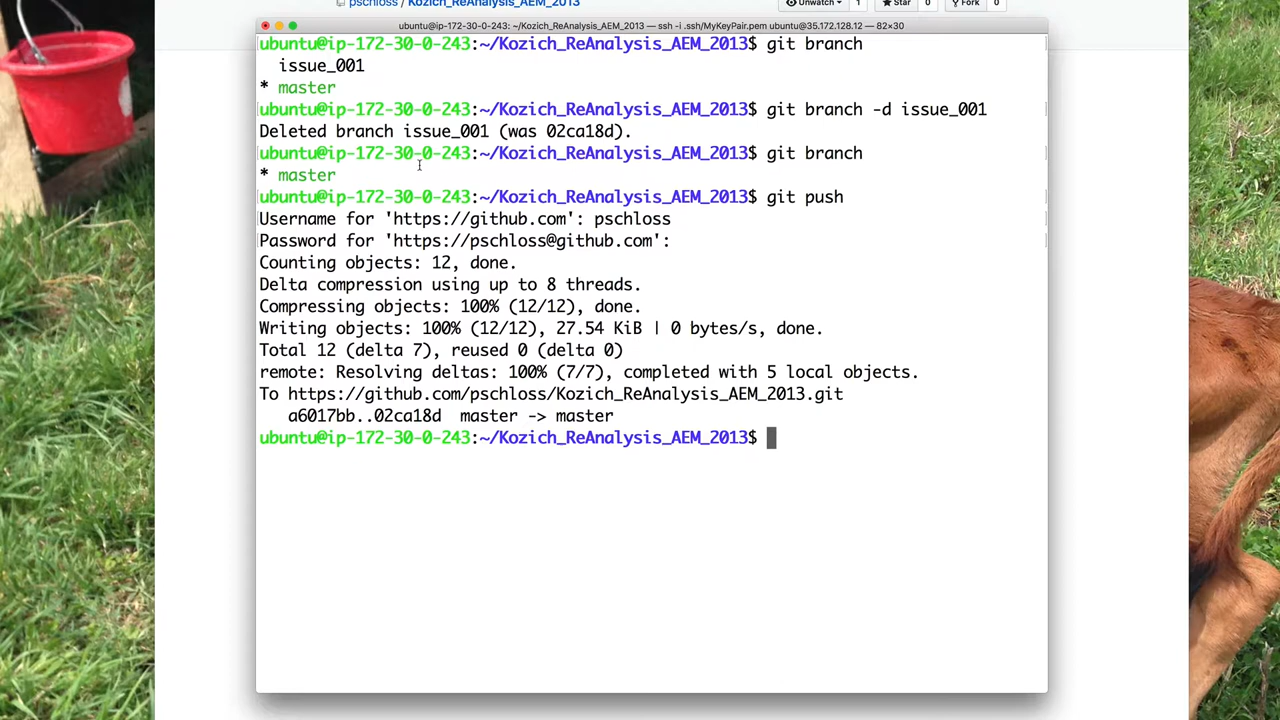 pschloss / Kozich_ReAnalysis_AEM_2013
Unwatch 1 Star 0 Fork 0
ubuntu@ip-172-30-0-243: ~/Kozich_ReAnalysis_AEM_2013 — ssh -i .ssh/MyKeyPair.pem ubuntu@35.172.128.12 — 82×30
ubuntu@ip-172-30-0-243:~/Kozich_ReAnalysis_AEM_2013$ git branch
issue_001
* master
ubuntu@ip-172-30-0-243:~/Kozich_ReAnalysis_AEM_2013$ git branch -d issue_001
Deleted branch issue_001 (was 02ca18d).
ubuntu@ip-172-30-0-243:~/Kozich_ReAnalysis_AEM_2013$ git branch
* master
ubuntu@ip-172-30-0-243:~/Kozich_ReAnalysis_AEM_2013$ git push
Username for 'https://github.com': pschloss
Password for 'https://pschloss@github.com':
Counting objects: 12, done.
Delta compression using up to 8 threads.
Compressing objects: 100% (12/12), done.
Writing objects: 100% (12/12), 27.54 KiB | 0 bytes/s, done.
Total 12 (delta 7), reused 0 (delta 0)
remote: Resolving deltas: 100% (7/7), completed with 5 local objects.
To https://github.com/pschloss/Kozich_ReAnalysis_AEM_2013.git
a6017bb..02ca18d master -> master
ubuntu@ip-172-30-0-243:~/Kozich_ReAnalysis_AEM_2013$